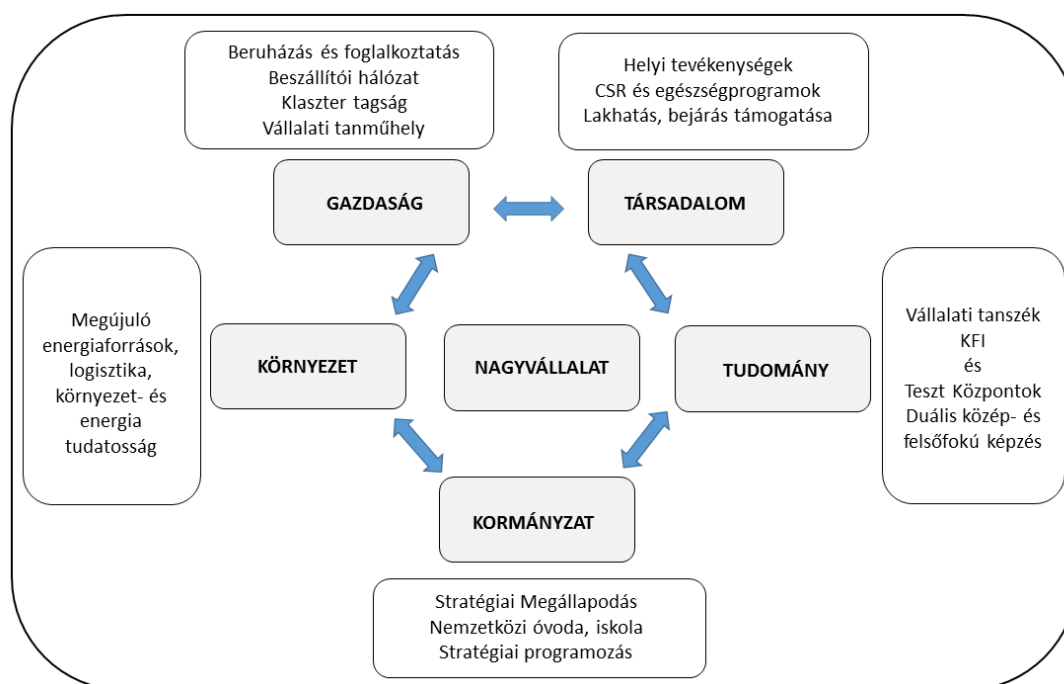 Beruházás és foglalkoztatás
Beszállítói hálózat
Klaszter tagság
Vállalati tanműhely
Helyi tevékenységek
CSR és egészségprogramok
Lakhatás, bejárás támogatása
GAZDASÁG
TÁRSADALOM
Megújuló
energiaforrások,
logisztika,
környezet- és
energia
tudatosság
KÖRNYEZET
NAGYVÁLLALAT
TUDOMÁNY
Vállalati tanszék
KFI
és
Teszt Központok
Duális közép- és
felsőfokú képzés
KORMÁNYZAT
Stratégiai Megállapodás
Nemzetközi óvoda, iskola
Stratégiai programozás